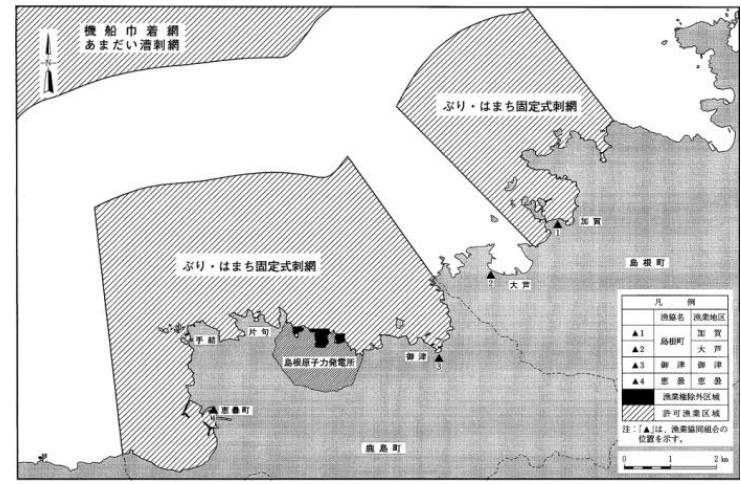 機船巾着網
あまだい漕刺網
N
ぶり・はまち固定式刺網
加賀
1
島根町
2
大芦
ぶり・はまち固定式刺網
手結
片句
島根原子力発電所
御津
3
恵曇町
4
鹿島町
凡例
漁協名 漁業地区
▲1 島根町 加賀
▲2 大芦
▲3 御津 御津
▲4 恵曇 恵曇
漁業権除外区域
許可漁業区域
注:「▲」は、漁業協同組合の
位置を示す。
0 1 2 km